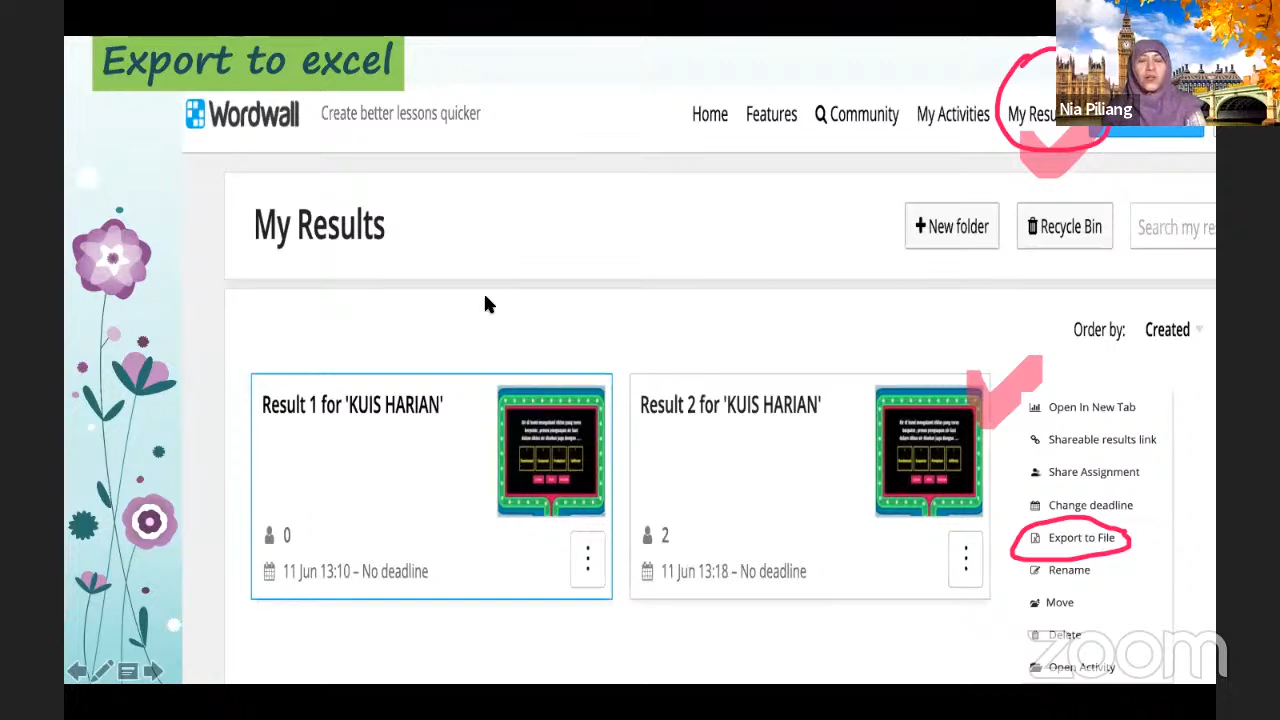 Export to excel
Nia Piliang
Wordwall
Create better lessons quicker
Home
Features
Community
My Activities
My Resu
My Results
New folder
Recycle Bin
Search my re
Order by: Created
Result 1 for 'KUIS HARIAN'
0
11 Jun 13:10 – No deadline
Result 2 for 'KUIS HARIAN'
2
11 Jun 13:18 – No deadline
Open In New Tab
Shareable results link
Share Assignment
Change deadline
Export to File
Rename
Move
Delete
Open Activity
zoom